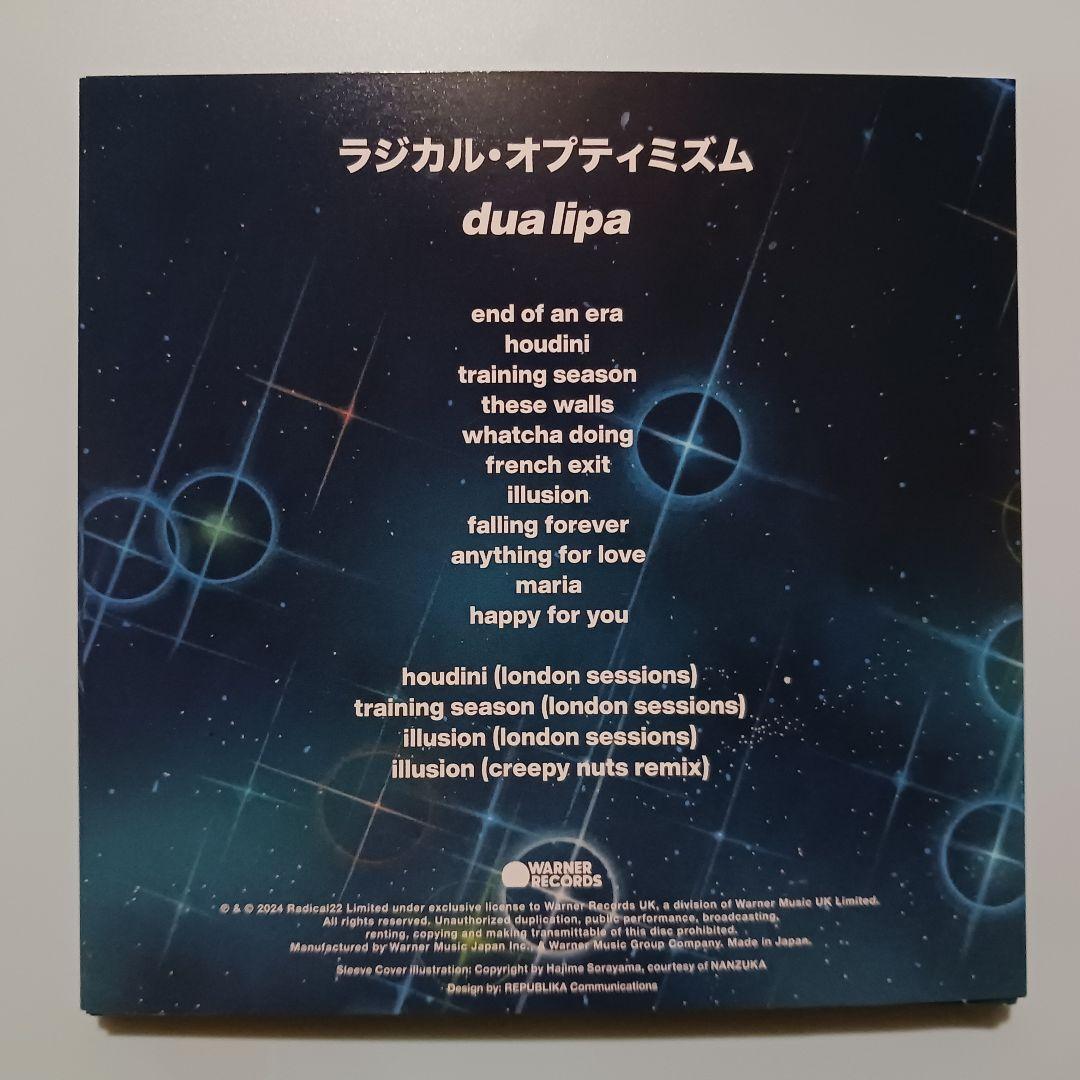 ラジカル・オプティミズム
dua lipa
end of an era
houdini
training season
these walls
whatcha doing
french exit
illusion
falling forever
anything for love
maria
happy for you
houdini (london sessions)
training season (london sessions)
illusion (london sessions)
illusion (creepy nuts remix)
WARNER
RECORDS
℗ & © 2024 Radical22 Limited under exclusive license to Warner Records UK, a division of Warner Music UK Limited.
All rights reserved. Unauthorized duplication, public performance, broadcasting,
renting, copying and making transmittable of this disc prohibited.
Manufactured by Warner Music Japan Inc., A Warner Music Group Company. Made in Japan.
Sleeve Cover illustration: Copyright by Hajime Sorayama, courtesy of NANZUKA
Design by: REPUBLIKA Communications